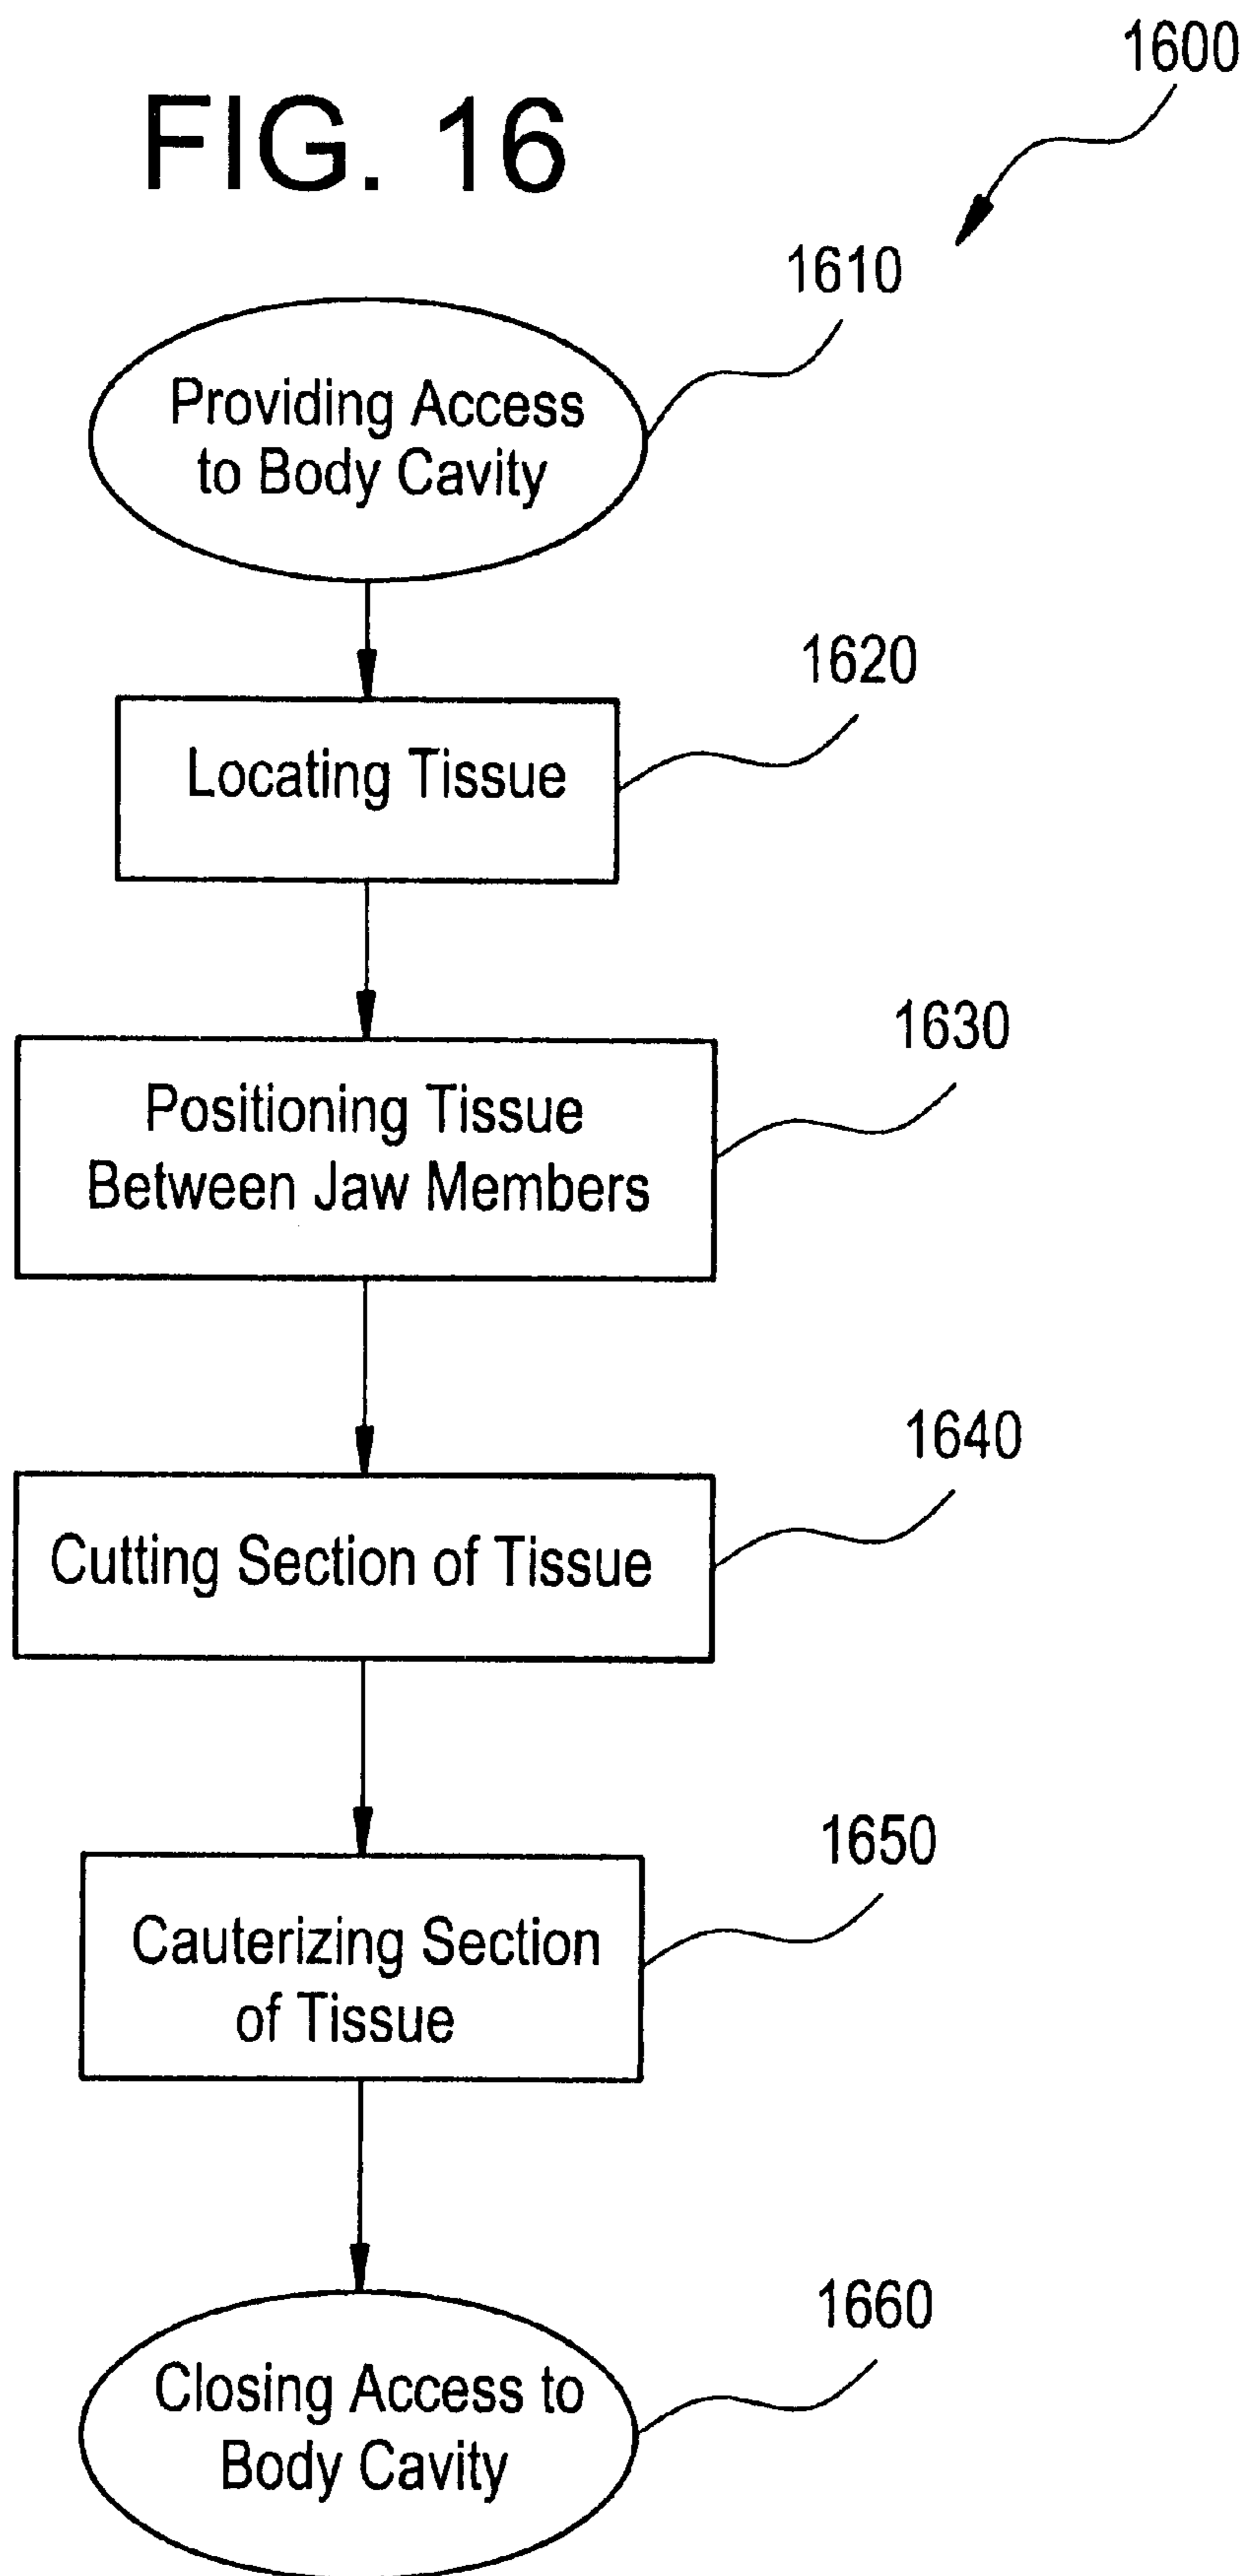 1600
FIG. 16
1610
Providing Access
to Body Cavity
1620
Locating Tissue
1630
Positioning Tissue
Between Jaw Members
1640
Cutting Section of Tissue
1650
Cauterizing Section
of Tissue
1660
Closing Access to
Body Cavity